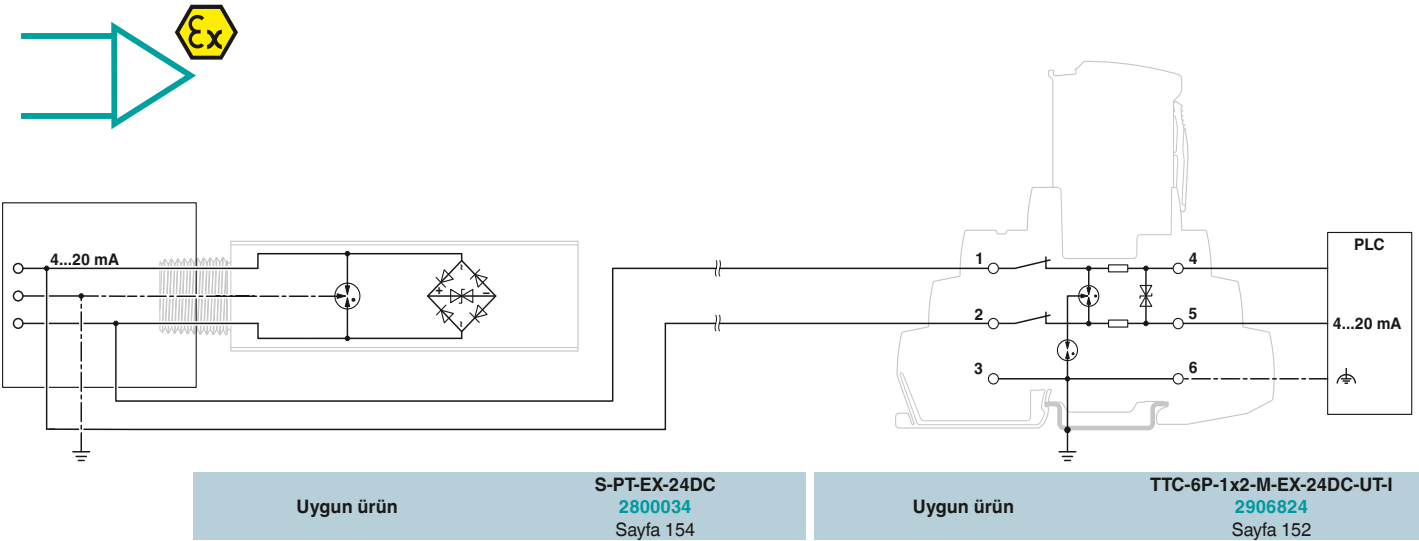 Ex
4...20 mA
1
2
3
4
5
6
PLC
4...20 mA
Uygun ürün
S-PT-EX-24DC
2800034
Sayfa 154
Uygun ürün
TTC-6P-1x2-M-EX-24DC-UT-I
2906824
Sayfa 152